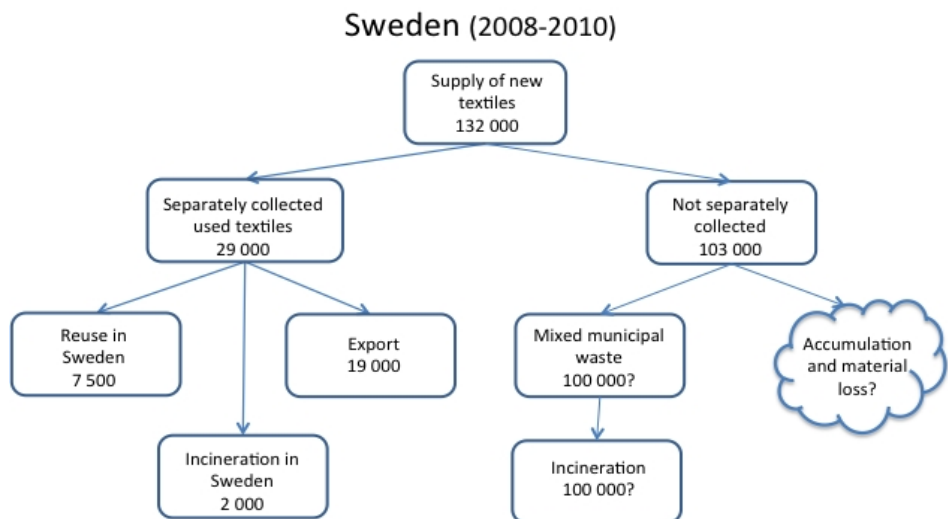 Sweden (2008-2010)
Supply of new
textiles
132 000
Separately collected
used textiles
29 000
Not separately
collected
103 000
Reuse in
Sweden
7 500
Export
19 000
Mixed municipal
waste
100 000?
Accumulation
and material
loss?
Incineration in
Sweden
2 000
Incineration
100 000?